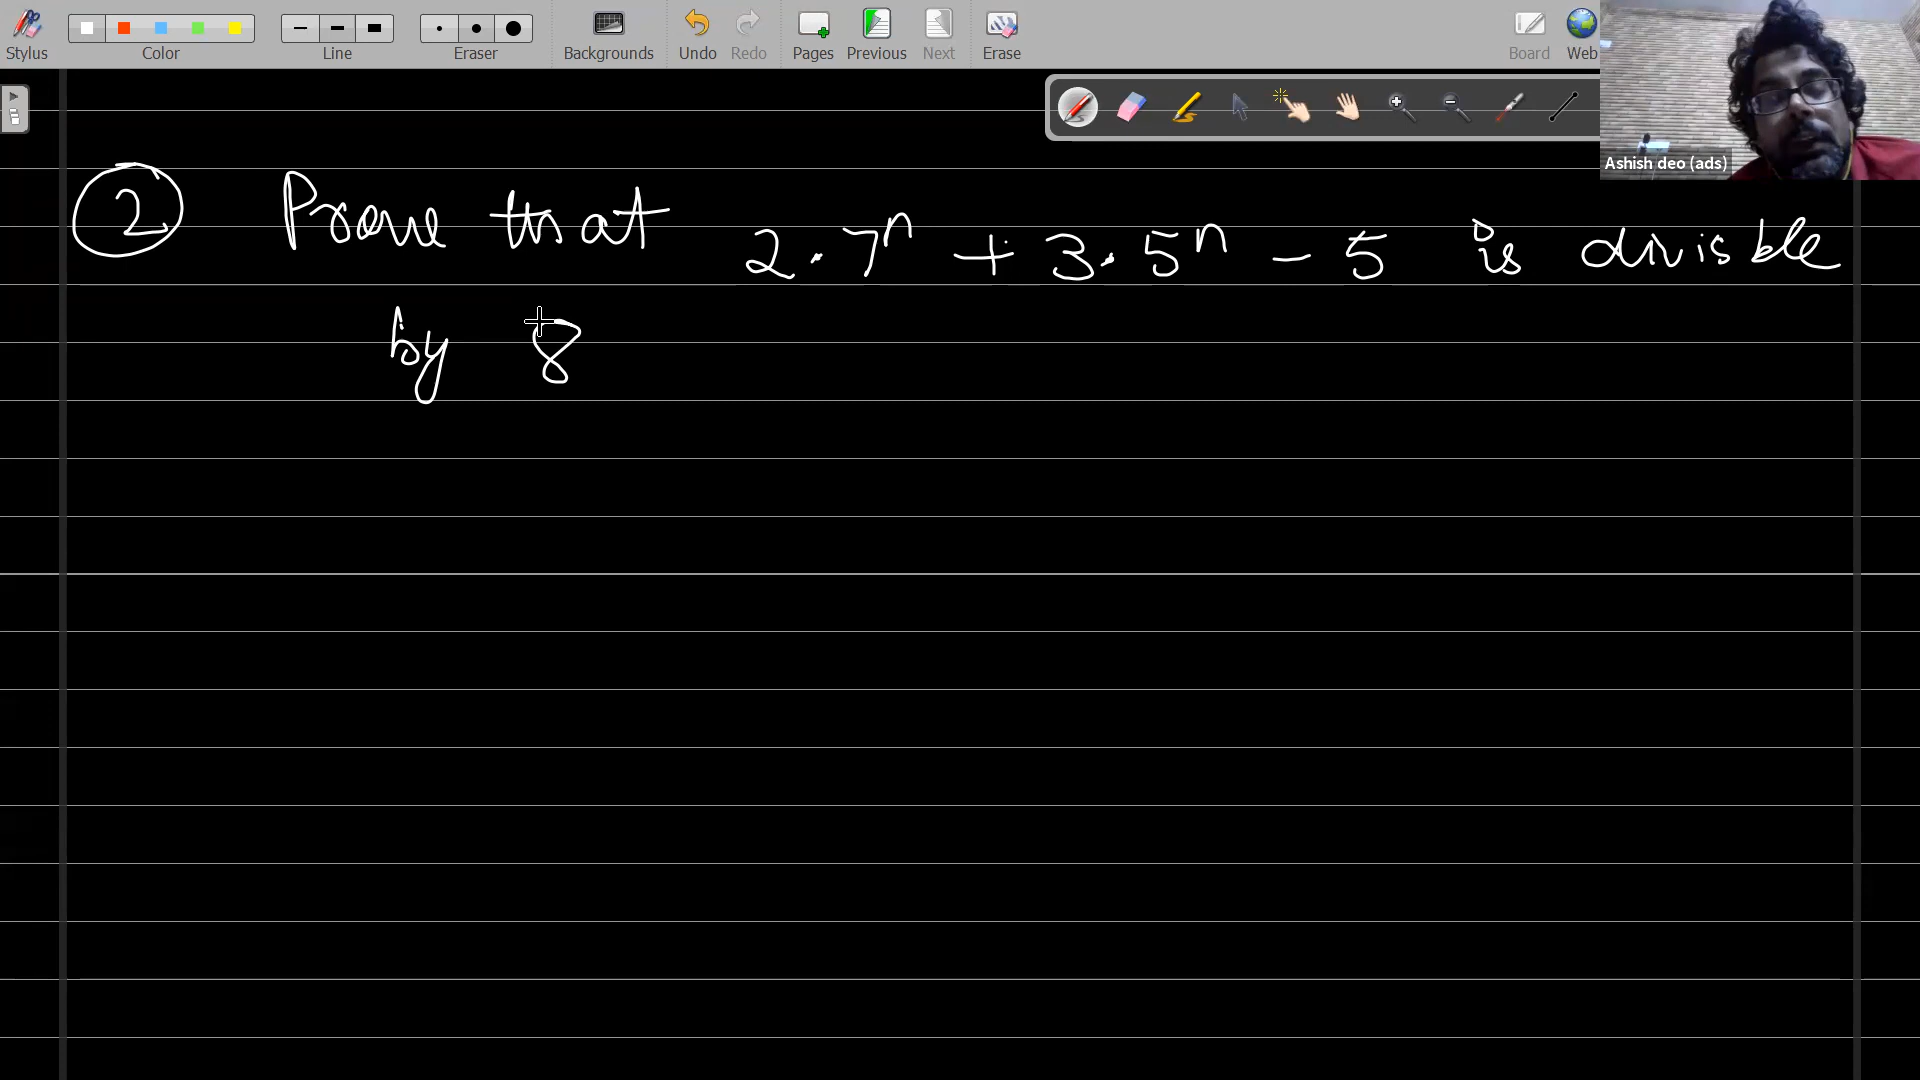 Stylus Color Line Eraser Backgrounds Undo Redo Pages Previous Next Erase Board Web
Ashish deo (ads)
2 Prove that 2·7ⁿ + 3·5ⁿ - 5 is divisble
by 8